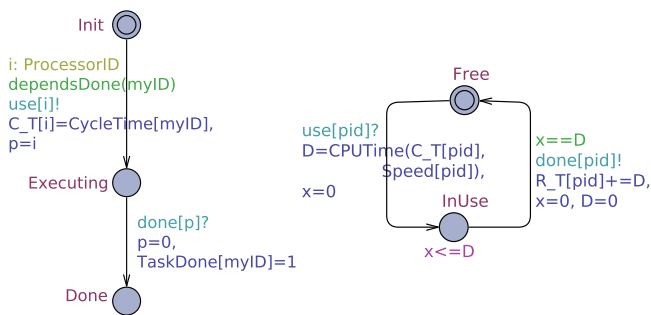 Init
i: ProcessorID
dependsDone(myID)
use[i]!
C_T[i]=CycleTime[myID],
p=i
Executing
done[p]?
p=0,
TaskDone[myID]=1
Done
Free
use[pid]?
D=CPUTime(C_T[pid],
Speed[pid]),
x=0
x==D
done[pid]!
R_T[pid]+=D,
x=0, D=0
InUse
x<=D